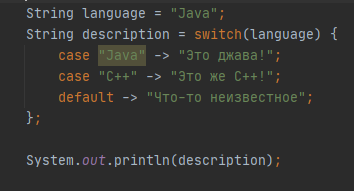 String language = "Java";
String description = switch(language) {
    case "Java" -> "Это джава!";
    case "C++" -> "Это же C++!";
    default -> "Что-то неизвестное";
};

System.out.println(description);